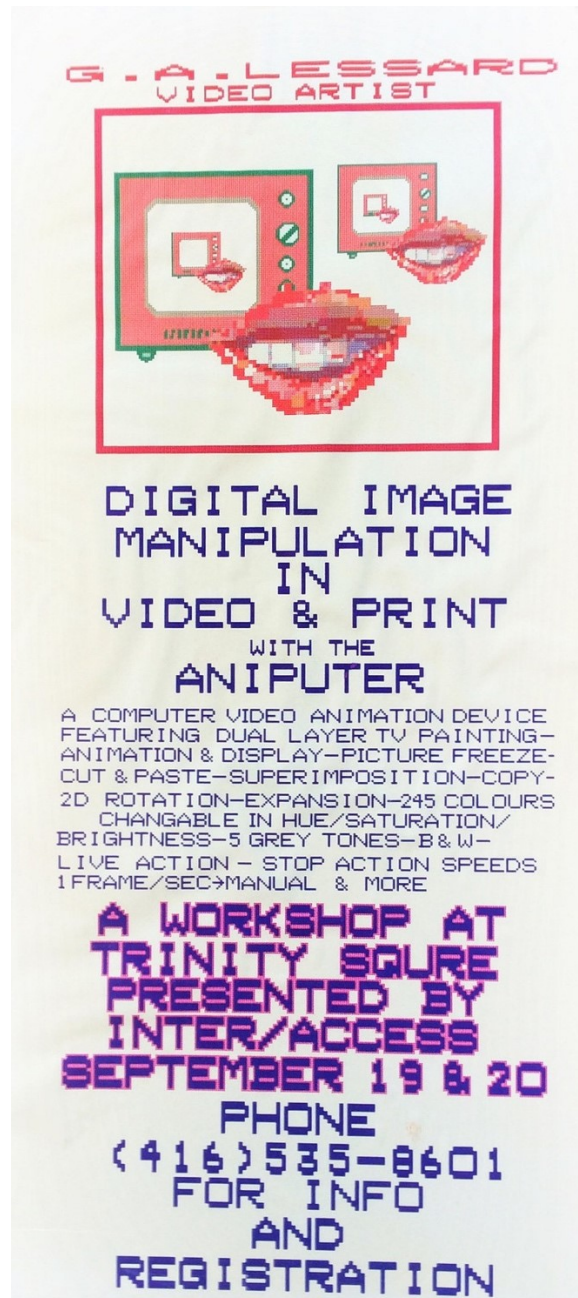 G.A.LESSARD
VIDEO ARTIST
DIGITAL IMAGE
MANIPULATION
IN
VIDEO & PRINT
WITH THE
ANIPUTER
A COMPUTER VIDEO ANIMATION DEVICE
FEATURING DUAL LAYER TV PAINTING-
ANIMATION & DISPLAY-PICTURE FREEZE-
CUT & PASTE-SUPERIMPOSITION-COPY-
2D ROTATION-EXPANSION-245 COLOURS
CHANGABLE IN HUE/SATURATION/
BRIGHTNESS-5 GREY TONES-B&W-
LIVE ACTION - STOP ACTION SPEEDS
1 FRAME/SEC→MANUAL & MORE
A WORKSHOP AT
TRINITY SQURE
PRESENTED BY
INTER/ACCESS
SEPTEMBER 19 & 20
PHONE
(416)535-8601
FOR INFO
AND
REGISTRATION